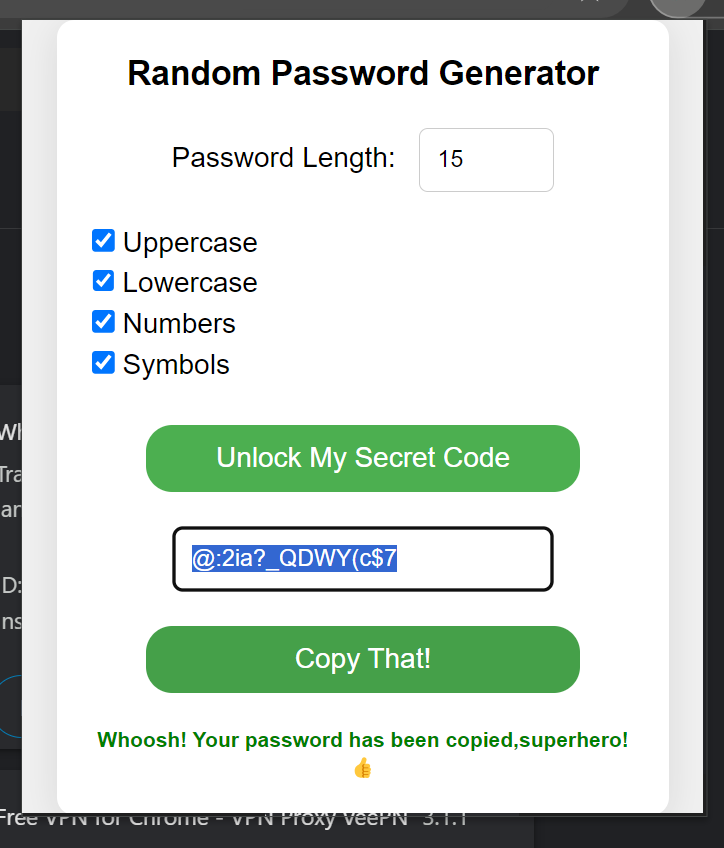 Random Password Generator
Password Length: 15
Uppercase
Lowercase
Numbers
Symbols
Unlock My Secret Code
@:2ia?_QDWY(c$7
Copy That!
Whoosh! Your password has been copied,superhero!
👍
D:
Free VPN for Chrome - VPN Proxy VeePN 3.1.1